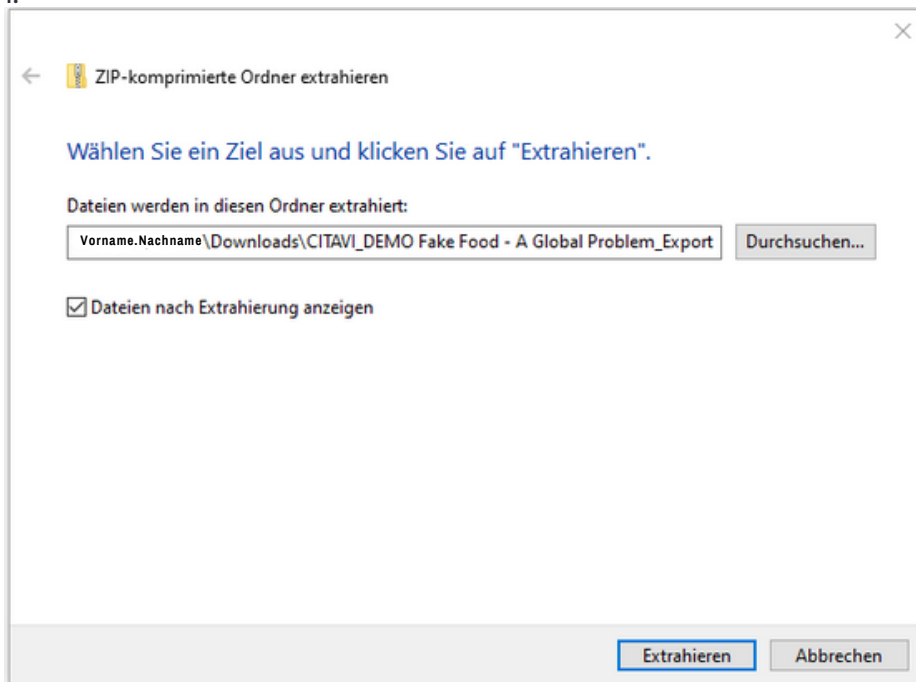 ZIP-komprimierte Ordner extrahieren
Wählen Sie ein Ziel aus und klicken Sie auf "Extrahieren".
Dateien werden in diesen Ordner extrahiert:
Vorname.Nachname\Downloads\CITAVI_DEMO Fake Food - A Global Problem_Export Durchsuchen...
Dateien nach Extrahierung anzeigen
Extrahieren Abbrechen